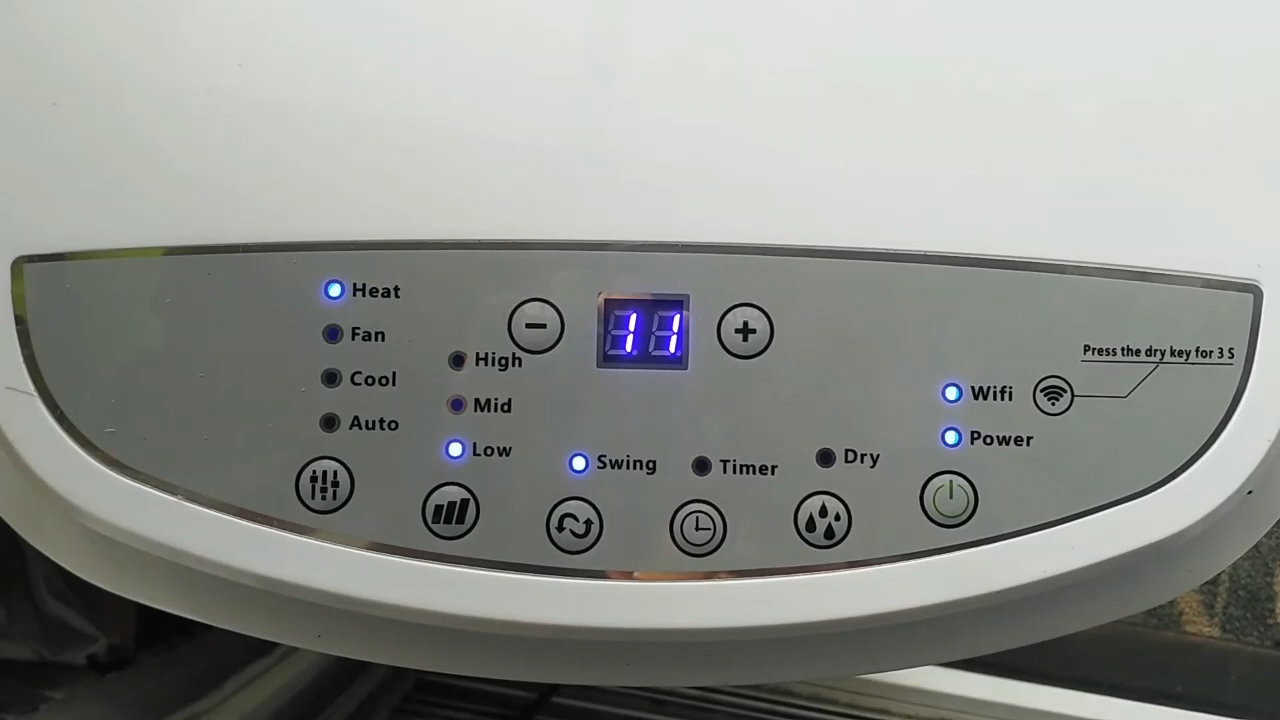 Heat
11
Fan
High
Press the dry key for 3 S
Cool
Wifi
Mid
Auto
Power
Low
Swing
Timer
Dry